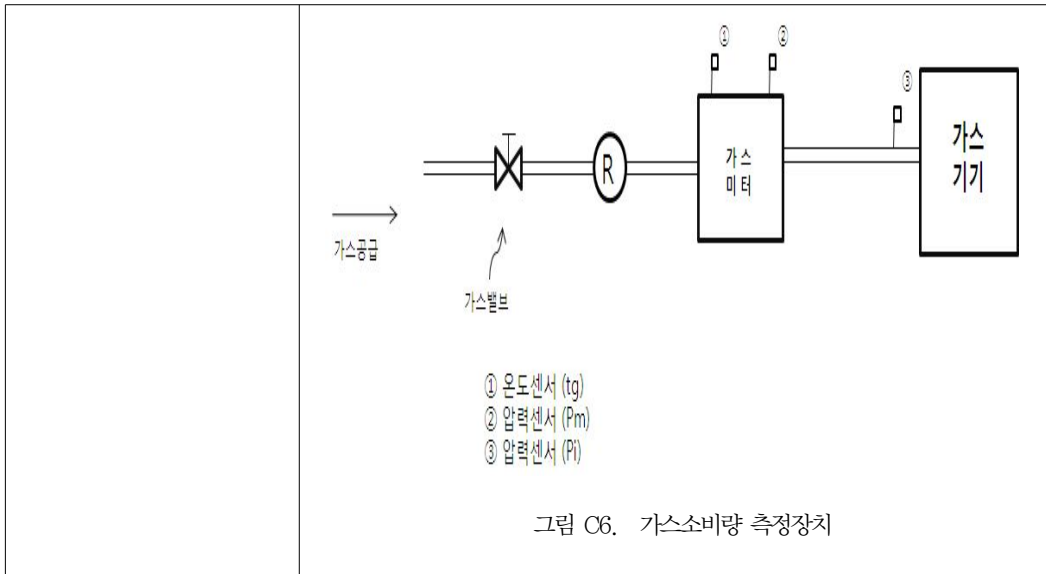 ① ②
③
R
가스
미터
가스
기기
가스공급
가스밸브
① 온도센서 (tg)
② 압력센서 (Pm)
③ 압력센서 (Pi)
그림 C6. 가스소비량 측정장치